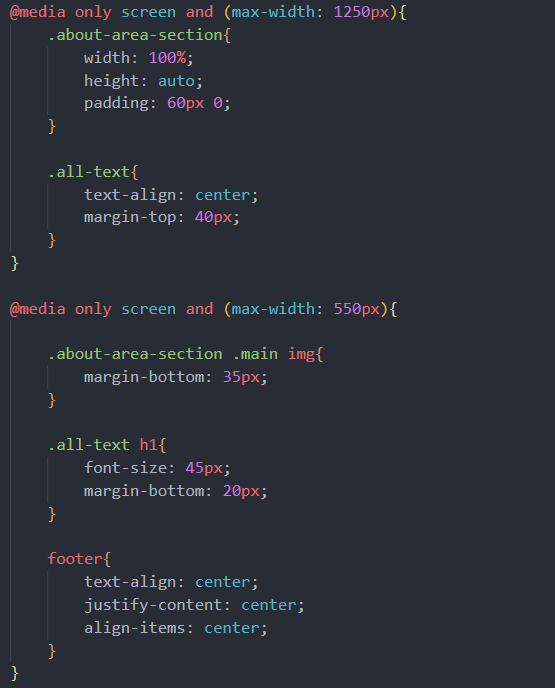 @media only screen and (max-width: 1250px){
    .about-area-section{
        width: 100%;
        height: auto;
        padding: 60px 0;
    }

    .all-text{
        text-align: center;
        margin-top: 40px;
    }
}

@media only screen and (max-width: 550px){

    .about-area-section .main img{
        margin-bottom: 35px;
    }

    .all-text h1{
        font-size: 45px;
        margin-bottom: 20px;
    }

    footer{
        text-align: center;
        justify-content: center;
        align-items: center;
    }
}